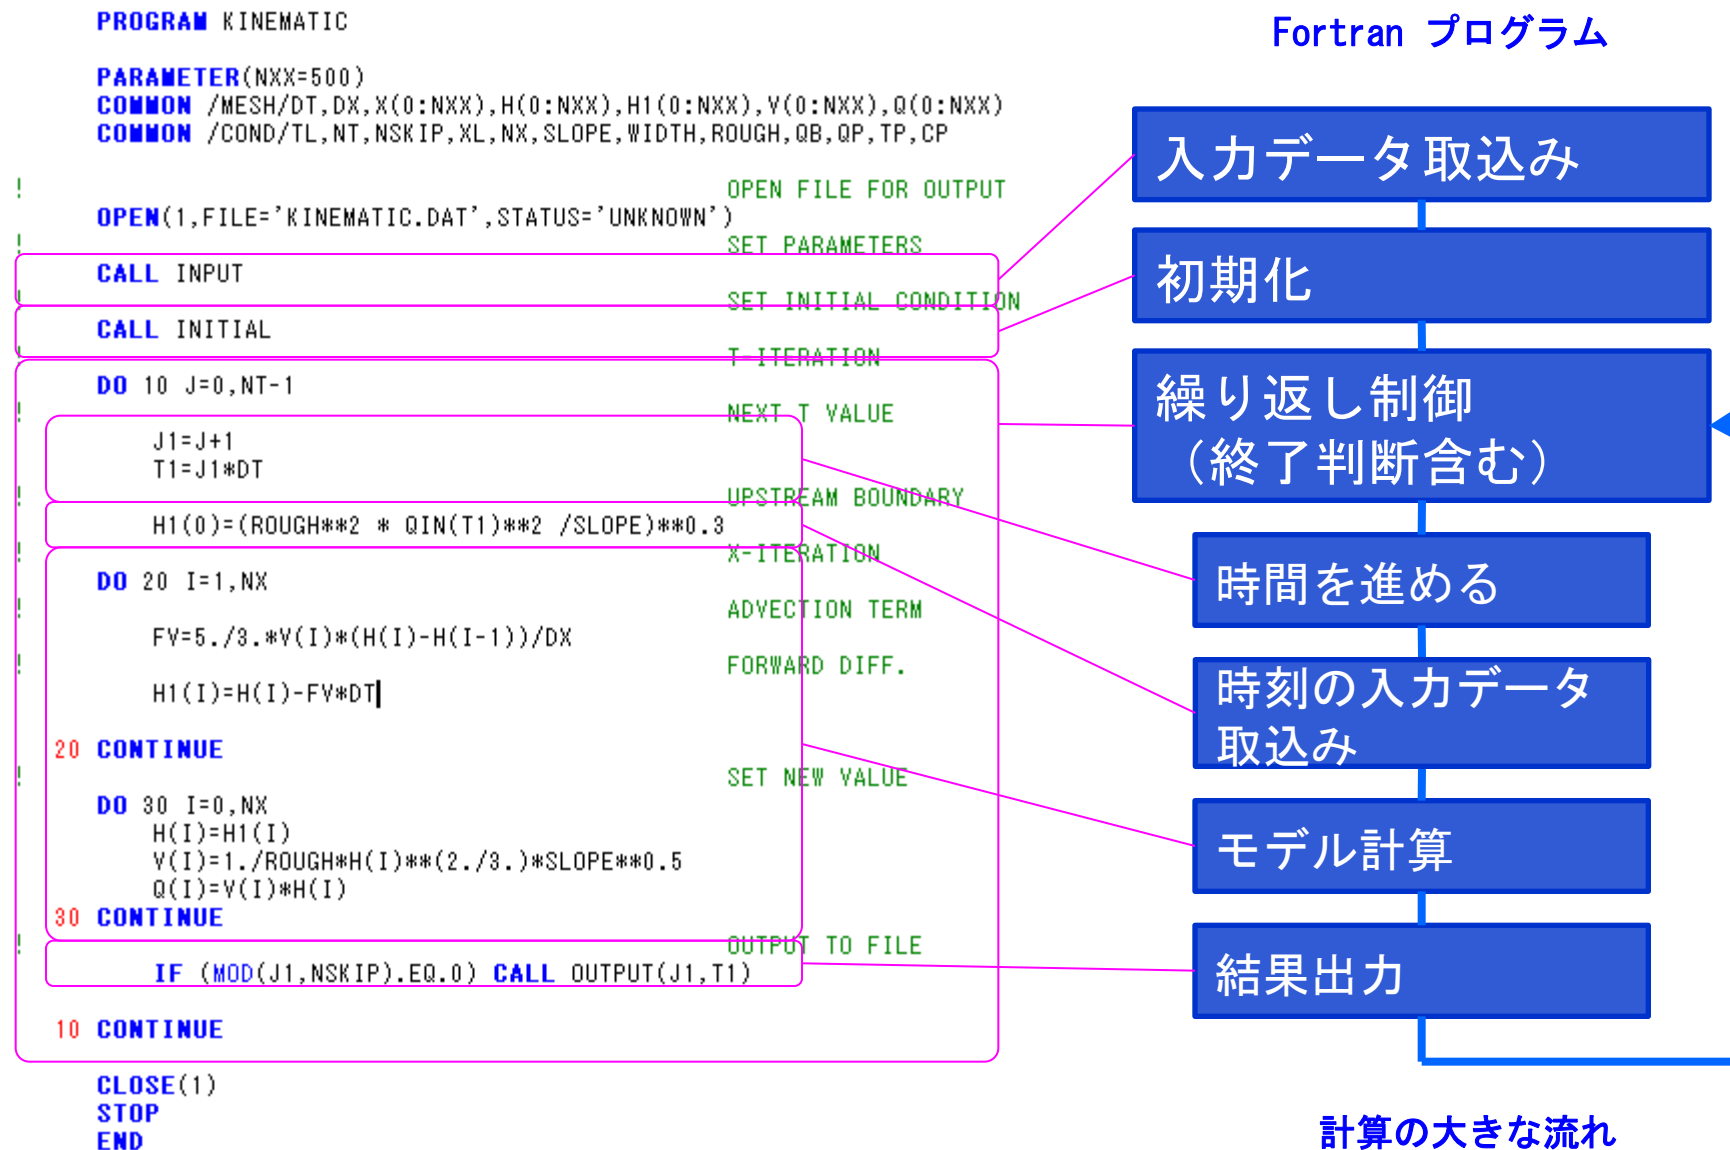 PROGRAM KINEMATIC
PARAMETER(NXX=500)
COMMON /MESH/DT,DX,X(0:NXX),H(0:NXX),H1(0:NXX),V(0:NXX),Q(0:NXX)
COMMON /COND/TL,NT,NSKIP,XL,NX,SLOPE,WIDTH,ROUGH,QB,QP,TP,CP
! OPEN FILE FOR OUTPUT
OPEN(1,FILE='KINEMATIC.DAT',STATUS='UNKNOWN')
! SET PARAMETERS
CALL INPUT
! SET INITIAL CONDITION
CALL INITIAL
! T-ITERATION
DO 10 J=0,NT-1
! NEXT T VALUE
J1=J+1
T1=J1*DT
! UPSTREAM BOUNDARY
H1(0)=(ROUGH**2 * QIN(T1)**2 /SLOPE)**0.3
! X-ITERATION
DO 20 I=1,NX
! ADVECTION TERM
FV=5./3.*V(I)*(H(I)-H(I-1))/DX
! FORWARD DIFF.
H1(I)=H(I)-FV*DT
20 CONTINUE
! SET NEW VALUE
DO 30 I=0,NX
H(I)=H1(I)
V(I)=1./ROUGH*H(I)**(2./3.)*SLOPE**0.5
Q(I)=V(I)*H(I)
30 CONTINUE
! OUTPUT TO FILE
IF (MOD(J1,NSKIP).EQ.0) CALL OUTPUT(J1,T1)
10 CONTINUE
CLOSE(1)
STOP
END
Fortran プログラム
入力データ取込み
初期化
繰り返し制御
（終了判断含む）
時間を進める
時刻の入力データ
取込み
モデル計算
結果出力
計算の大きな流れ